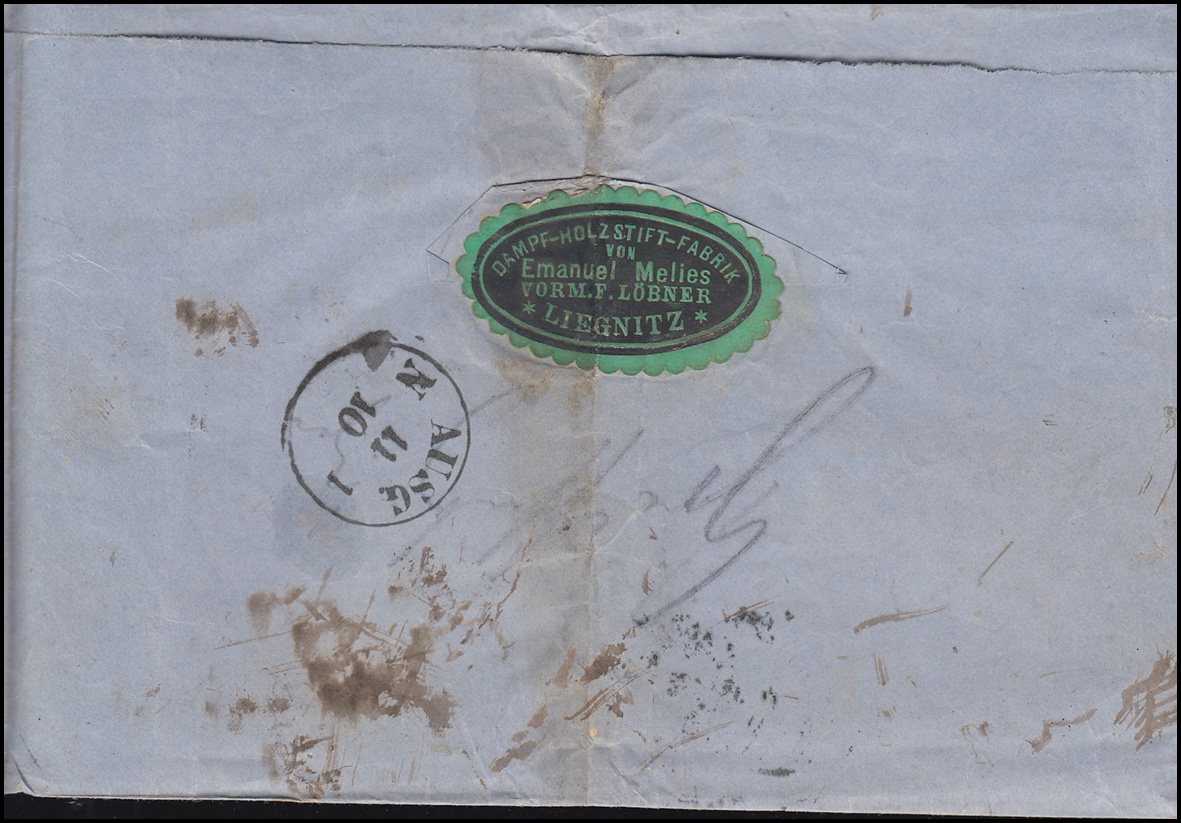 DAMPF-HOLZSTIFT-FABRIK
VON
Emanuel Melies
VORM. F. LÖBNER
* LIEGNITZ *
N AUSG. 1
11
10